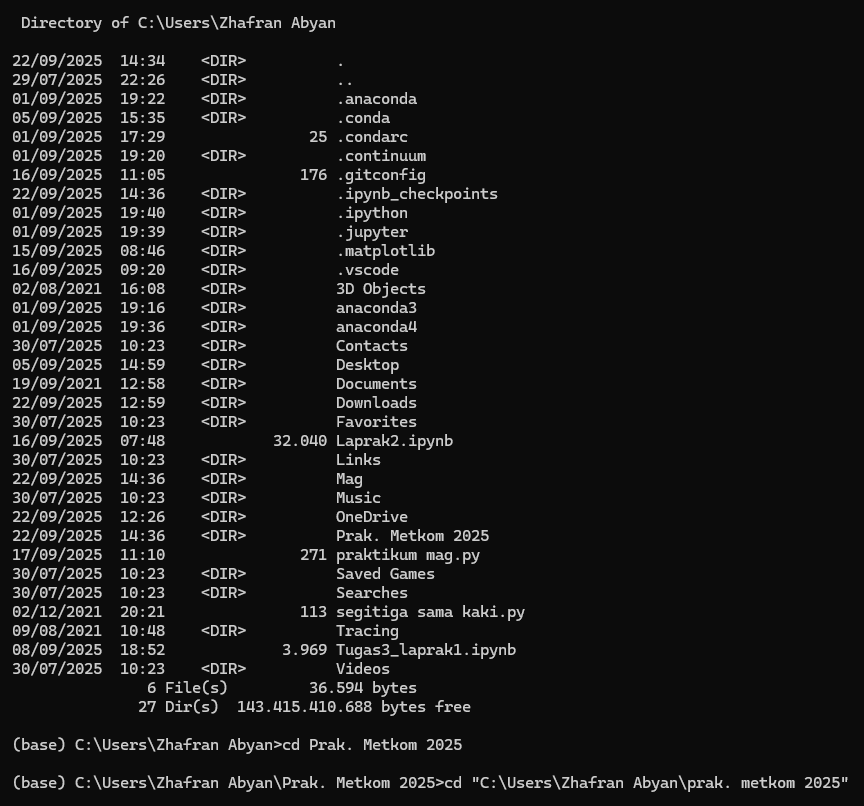 Directory of C:\Users\Zhafran Abyan
22/09/2025  14:34    <DIR>          .
29/07/2025  22:26    <DIR>          ..
01/09/2025  19:22    <DIR>          .anaconda
05/09/2025  15:35    <DIR>          .conda
01/09/2025  17:29                25 .condarc
01/09/2025  19:20    <DIR>          .continuum
16/09/2025  11:05               176 .gitconfig
22/09/2025  14:36    <DIR>          .ipynb_checkpoints
01/09/2025  19:40    <DIR>          .ipython
01/09/2025  19:39    <DIR>          .jupyter
15/09/2025  08:46    <DIR>          .matplotlib
16/09/2025  09:20    <DIR>          .vscode
02/08/2021  16:08    <DIR>          3D Objects
01/09/2025  19:16    <DIR>          anaconda3
01/09/2025  19:36    <DIR>          anaconda4
30/07/2025  10:23    <DIR>          Contacts
05/09/2025  14:59    <DIR>          Desktop
19/09/2021  12:58    <DIR>          Documents
22/09/2025  12:59    <DIR>          Downloads
30/07/2025  10:23    <DIR>          Favorites
16/09/2025  07:48            32.040 Laprak2.ipynb
30/07/2025  10:23    <DIR>          Links
22/09/2025  14:36    <DIR>          Mag
30/07/2025  10:23    <DIR>          Music
22/09/2025  12:26    <DIR>          OneDrive
22/09/2025  14:36    <DIR>          Prak. Metkom 2025
17/09/2025  11:10               271 praktikum mag.py
30/07/2025  10:23    <DIR>          Saved Games
30/07/2025  10:23    <DIR>          Searches
02/12/2021  20:21               113 segitiga sama kaki.py
09/08/2021  10:48    <DIR>          Tracing
08/09/2025  18:52             3.969 Tugas3_laprak1.ipynb
30/07/2025  10:23    <DIR>          Videos
6 File(s)         36.594 bytes
27 Dir(s)  143.415.410.688 bytes free
(base) C:\Users\Zhafran Abyan>cd Prak. Metkom 2025
(base) C:\Users\Zhafran Abyan\Prak. Metkom 2025>cd "C:\Users\Zhafran Abyan\prak. metkom 2025"